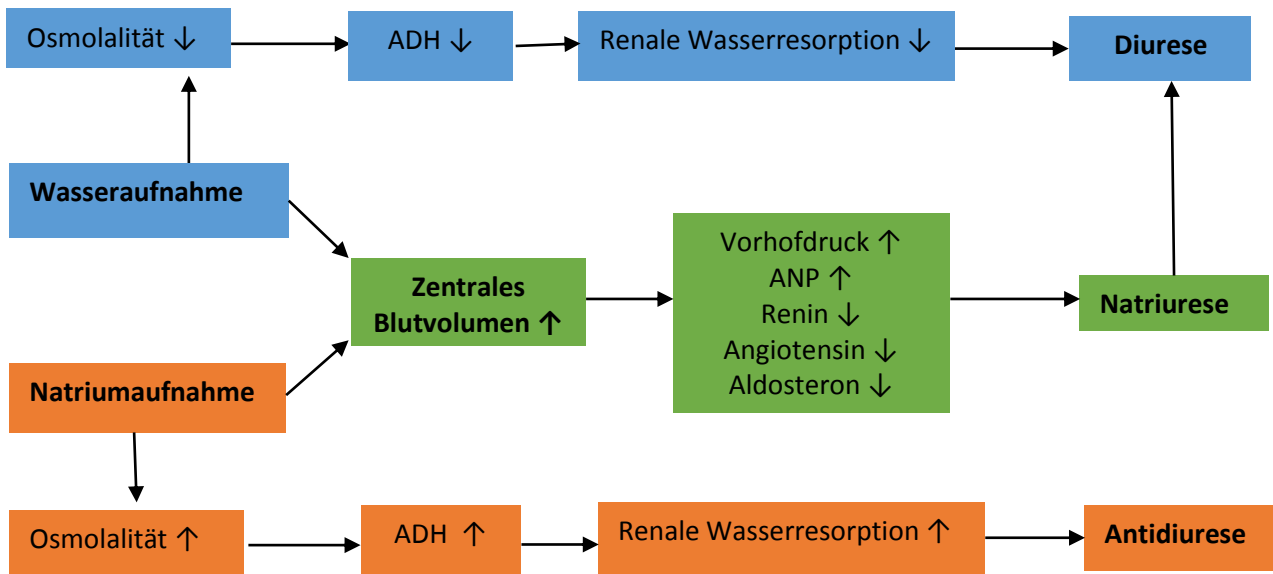 Osmolalität ↓
ADH ↓
Renale Wasserresorption ↓
Diurese
Wasseraufnahme
Zentrales
Blutvolumen ↑
Vorhofdruck ↑
ANP ↑
Renin ↓
Angiotensin ↓
Aldosteron ↓
Natriurese
Natriumaufnahme
Osmolalität ↑
ADH ↑
Renale Wasserresorption ↑
Antidiurese